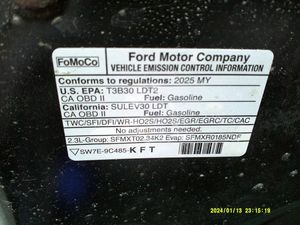 FoMoCo
Ford Motor Company
VEHICLE EMISSION CONTROL INFORMATION
Conforms to regulations: 2025 MY
U.S. EPA: T3B30 LDT2
CA OBD II Fuel: Gasoline
California: SULEV30 LDT
CA OBD II Fuel: Gasoline
TWC/SFI/DFI/WR-HO2S/HO2S/EGR/EGRC/TC/CAC
No adjustments needed.
2.3L-Group: SFMXT02.34K2 Evap: SFMXR0185NDF
SW7E-9C485-KFT
2024/01/13 23:15:19